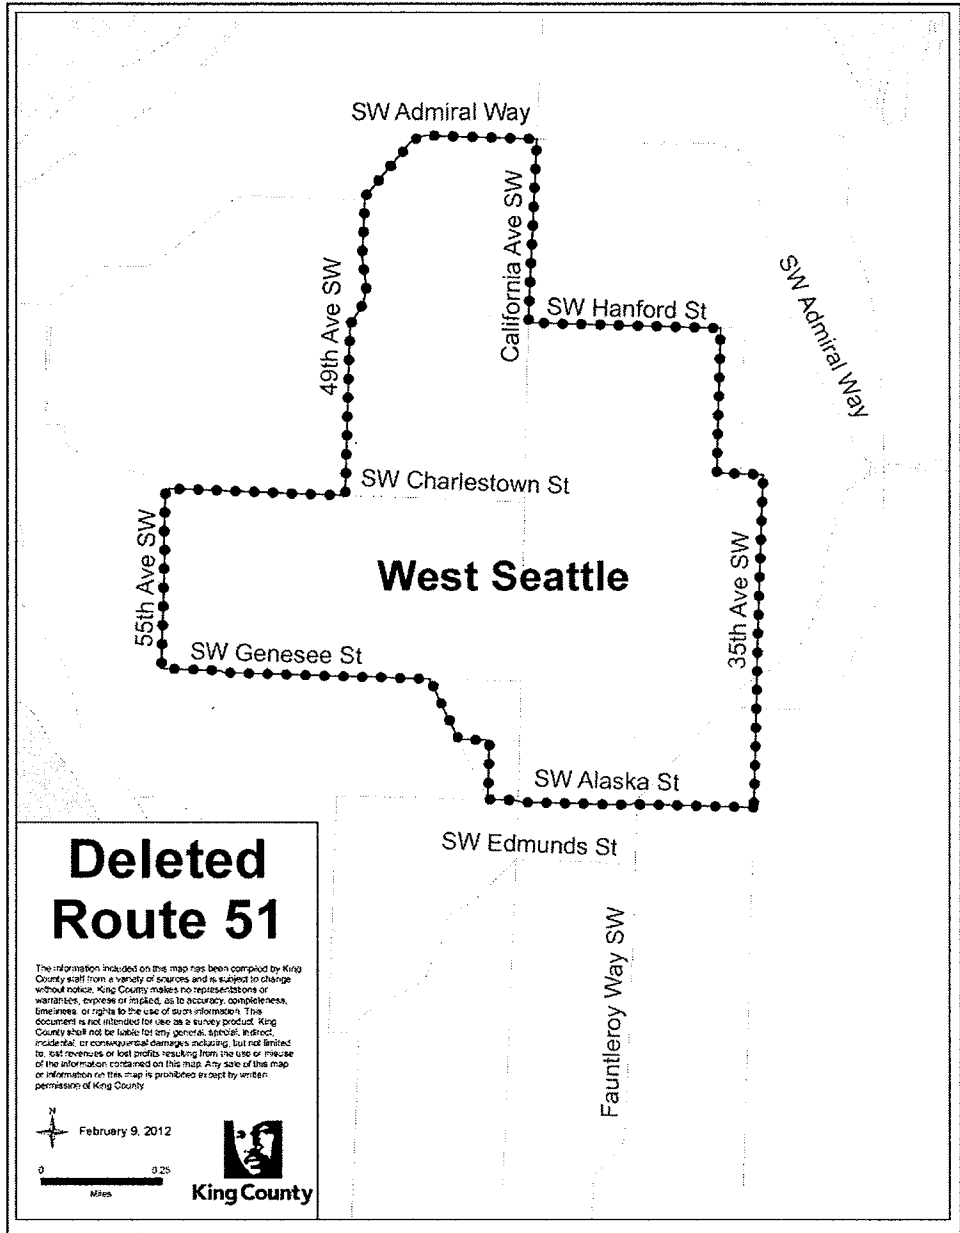 SW Admiral Way
California Ave SW
SW Hanford St
SW Admiral Way
49th Ave SW
SW Charlestown St
55th Ave SW
West Seattle
35th Ave SW
SW Genesee St
SW Alaska St
SW Edmunds St
Fauntleroy Way SW
Deleted
Route 51
The information included on this map has been compiled by King
County staff from a variety of sources and is subject to change
without notice. King County makes no representations or
warranties, express or implied, as to accuracy, completeness,
timeliness, or rights to the use of such information. This
document is not intended for use as a survey product. King
County shall not be liable for any general, special, indirect,
incidental, or consequential damages including, but not limited
to, lost revenues or lost profits resulting from the use or misuse
of the information contained on this map. Any sale of this map
or information on this map is prohibited except by written
permission of King County
N
February 9, 2012
0 0.25
Miles
King County